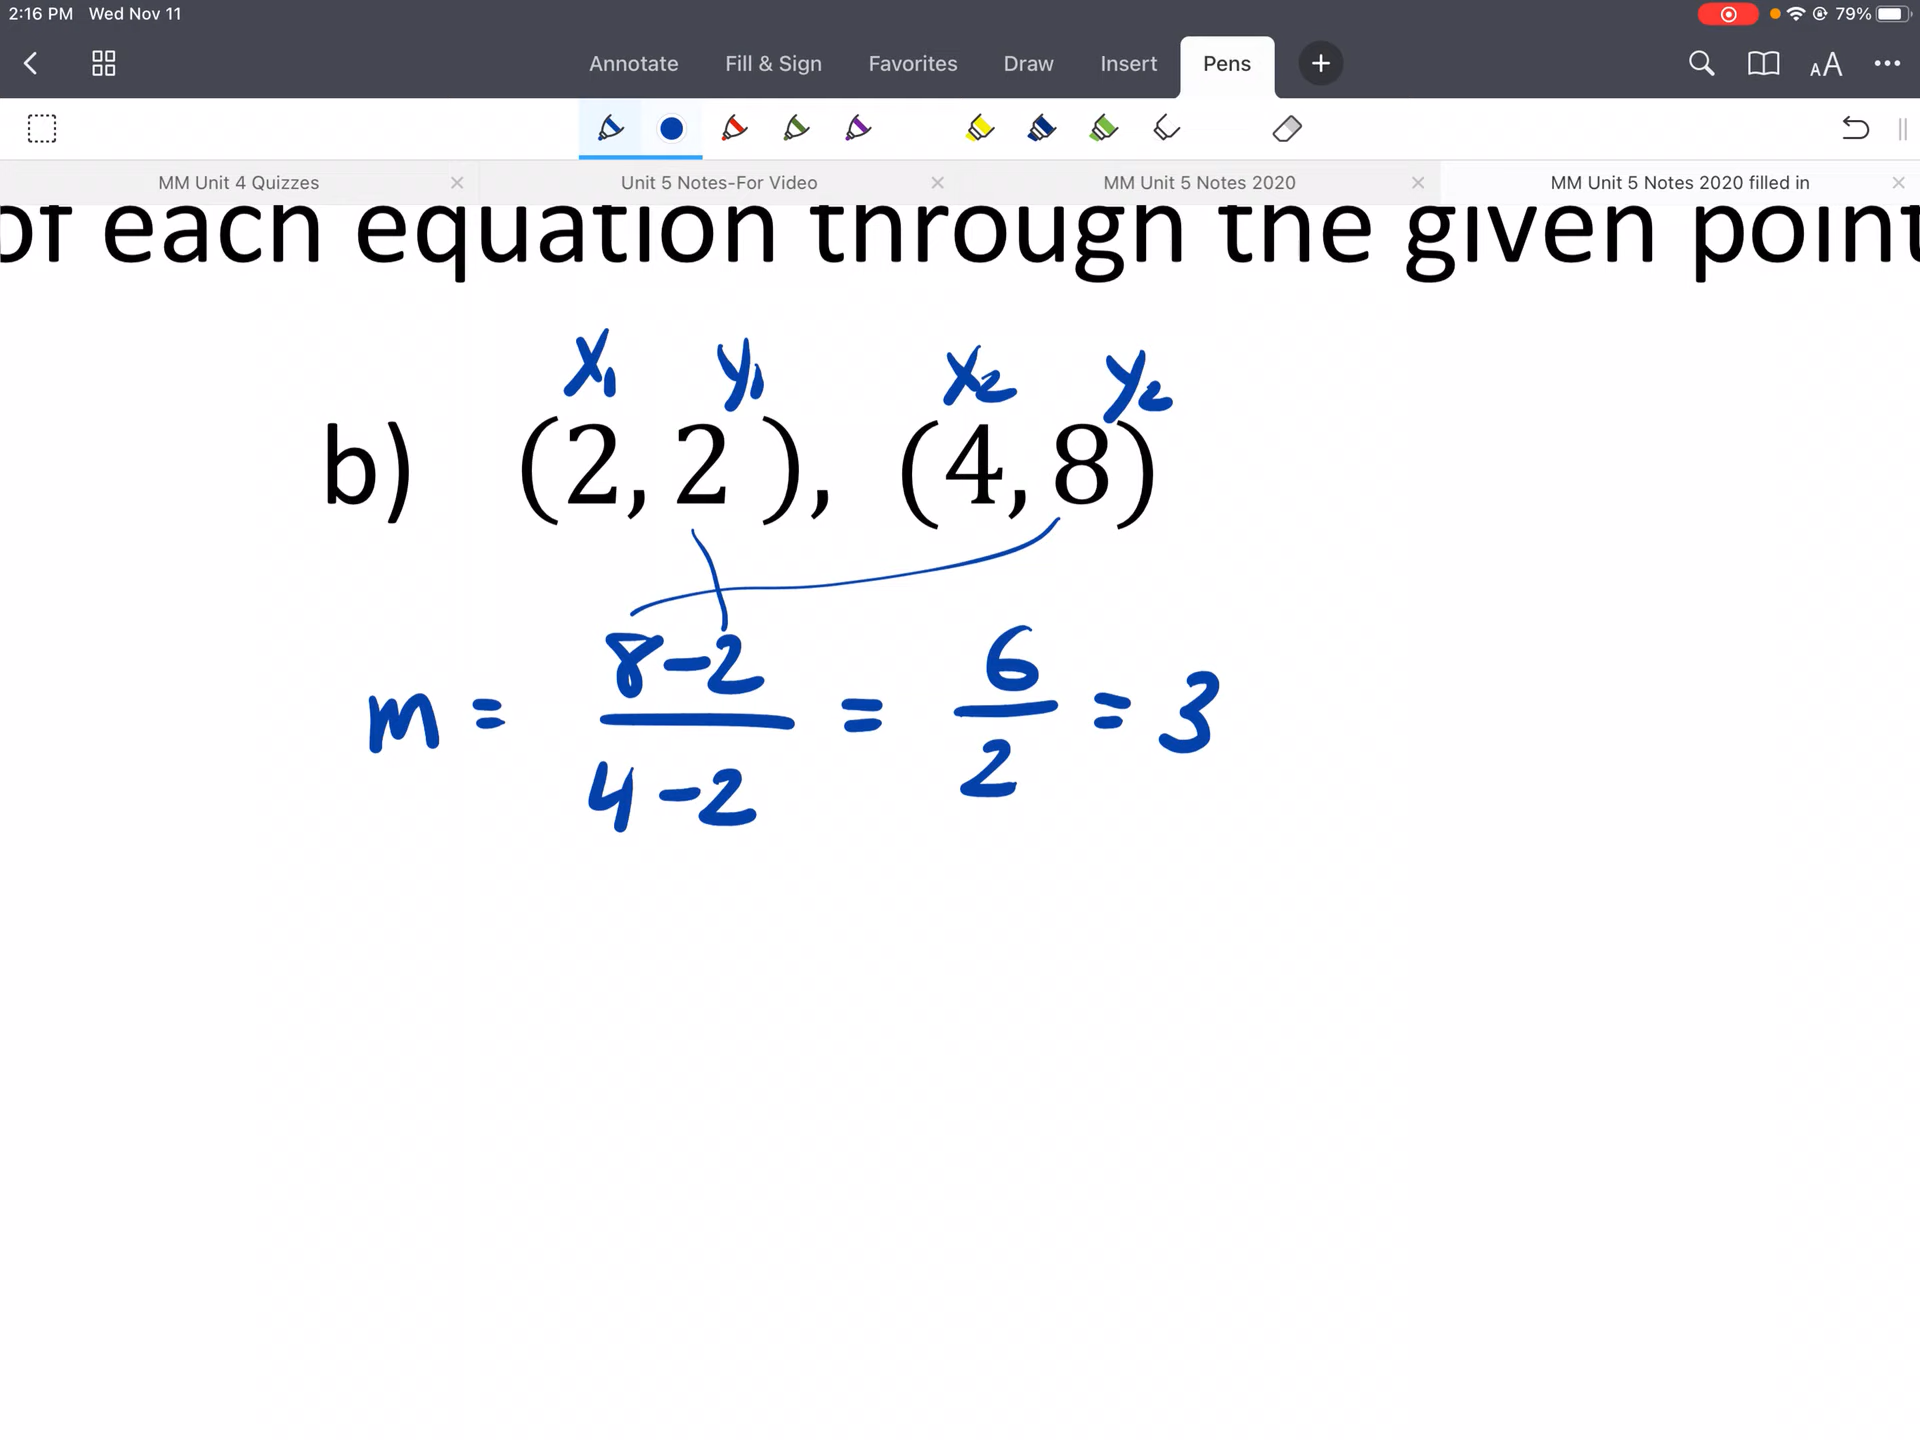 2:16 PM Wed Nov 11 79%
Annotate Fill & Sign Favorites Draw Insert Pens +
AA
MM Unit 4 Quizzes × Unit 5 Notes-For Video × MM Unit 5 Notes 2020 × MM Unit 5 Notes 2020 filled in ×
of each equation through the given point
x₁ y₁ x₂ y₂
b) (2, 2 ), (4, 8)
m = 8-2 / 4-2 = 6 / 2 = 3